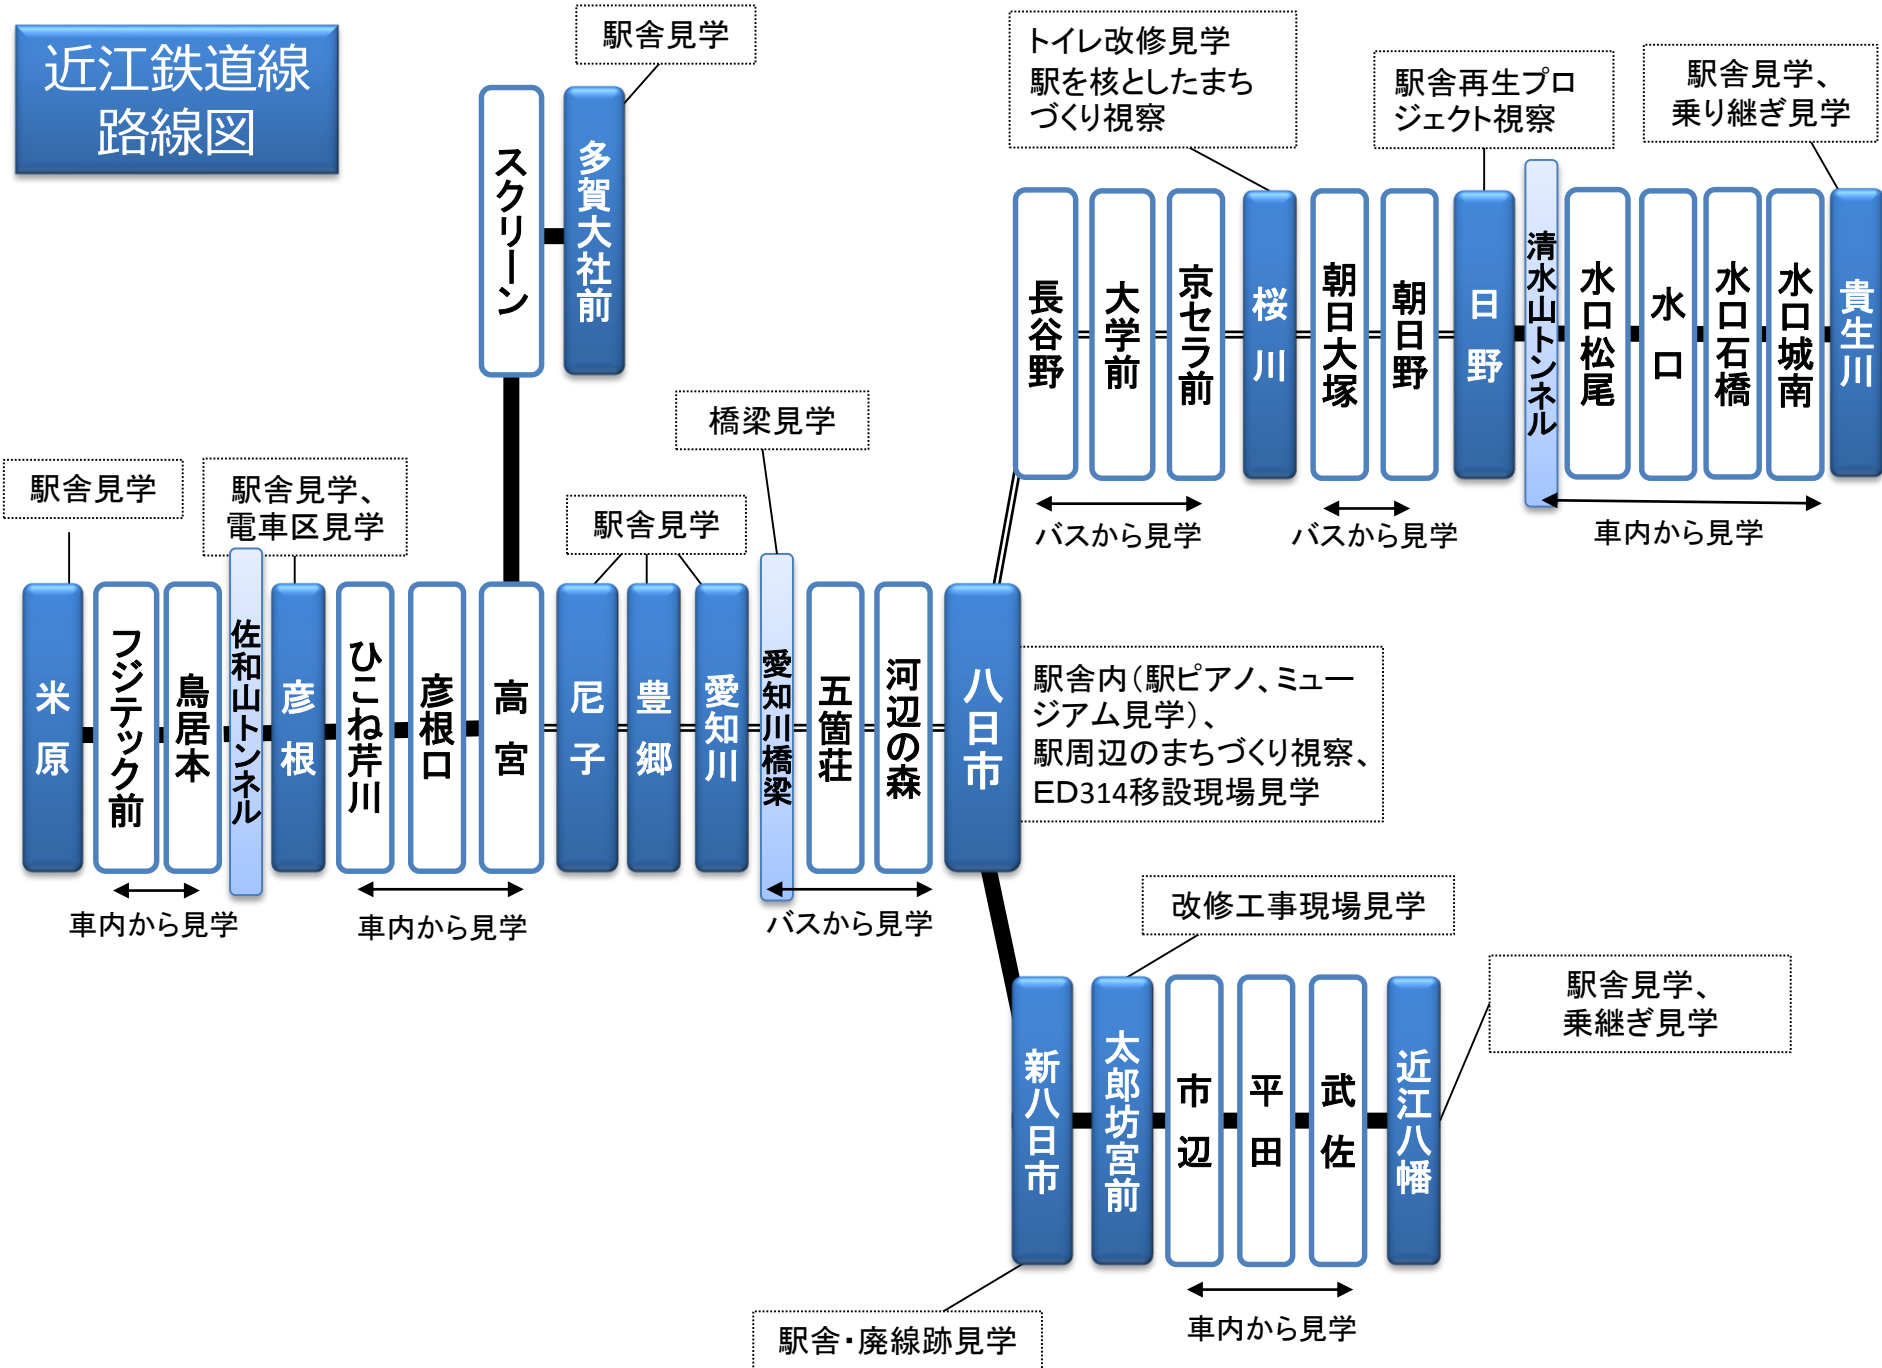 近江鉄道線
路線図
駅舎見学
スクリーン
多賀大社前
トイレ改修見学
駅を核としたまち
づくり視察
駅舎再生プロ
ジェクト視察
駅舎見学、
乗り継ぎ見学
長谷野
大学前
京セラ前
桜川
朝日大塚
朝日野
日野
清水山トンネル
水口松尾
水口
水口石橋
水口城南
貴生川
バスから見学
バスから見学
車内から見学
駅舎見学
駅舎見学、
電車区見学
駅舎見学
橋梁見学
米原
フジテック前
鳥居本
佐和山トンネル
彦根
ひこね芹川
彦根口
高宮
尼子
豊郷
愛知川
愛知川橋梁
五箇荘
河辺の森
八日市
駅舎内（駅ピアノ、ミュー
ジアム見学）、
駅周辺のまちづくり視察、
ED314移設現場見学
車内から見学
車内から見学
バスから見学
改修工事現場見学
駅舎見学、
乗継ぎ見学
新八日市
太郎坊宮前
市辺
平田
武佐
近江八幡
車内から見学
駅舎・廃線跡見学